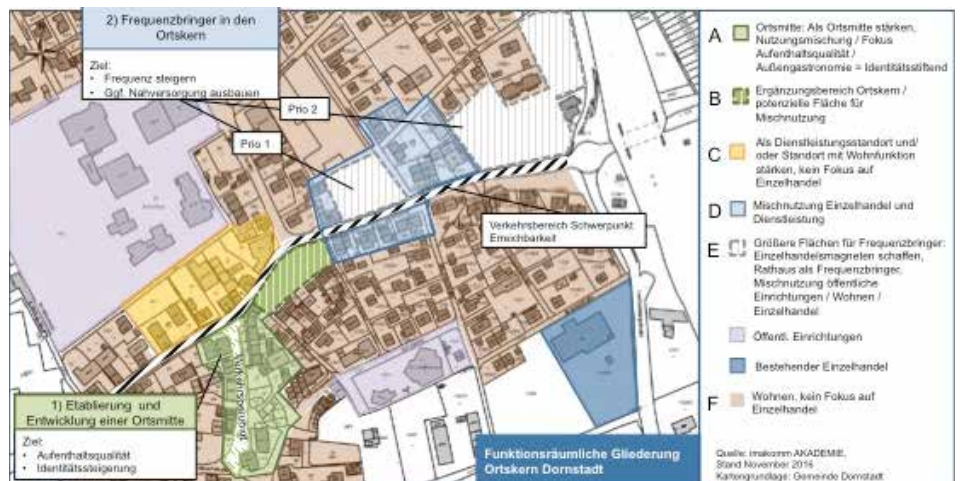 2) Frequenzbringer in den
Ortskern
Ziel:
• Frequenz steigern
• Ggf. Nahversorgung ausbauen
Prio 2
Prio 1
Verkehrsbereich Schwerpunkt
Erreichbarkeit
1) Etablierung und
Entwicklung einer Ortsmitte
Ziel:
• Aufenthaltsqualität
• Identitätssteigerung
Funktionsräumliche Gliederung
Ortskern Dornstadt
A Ortsmitte: Als Ortsmitte stärken,
Nutzungsmischung / Fokus
Aufenthaltsqualität /
Außengastronomie = Identitätsstiftend
B Ergänzungsbereich Ortskern /
potenzielle Fläche für
Mischnutzung
C Als Dienstleistungsstandort und/
oder Standort mit Wohnfunktion
stärken, kein Fokus auf
Einzelhandel
D Mischnutzung Einzelhandel und
Dienstleistung
E Größere Flächen für Frequenzbringer:
Einzelhandelsmagneten schaffen,
Rathaus als Frequenzbringer,
Mischnutzung öffentliche
Einrichtungen / Wohnen /
Einzelhandel
Öffentl. Einrichtungen
Bestehender Einzelhandel
F Wohnen, kein Fokus auf
Einzelhandel
Quelle: imakomm AKADEMIE,
Stand November 2016
Kartengrundlage: Gemeinde Dornstadt